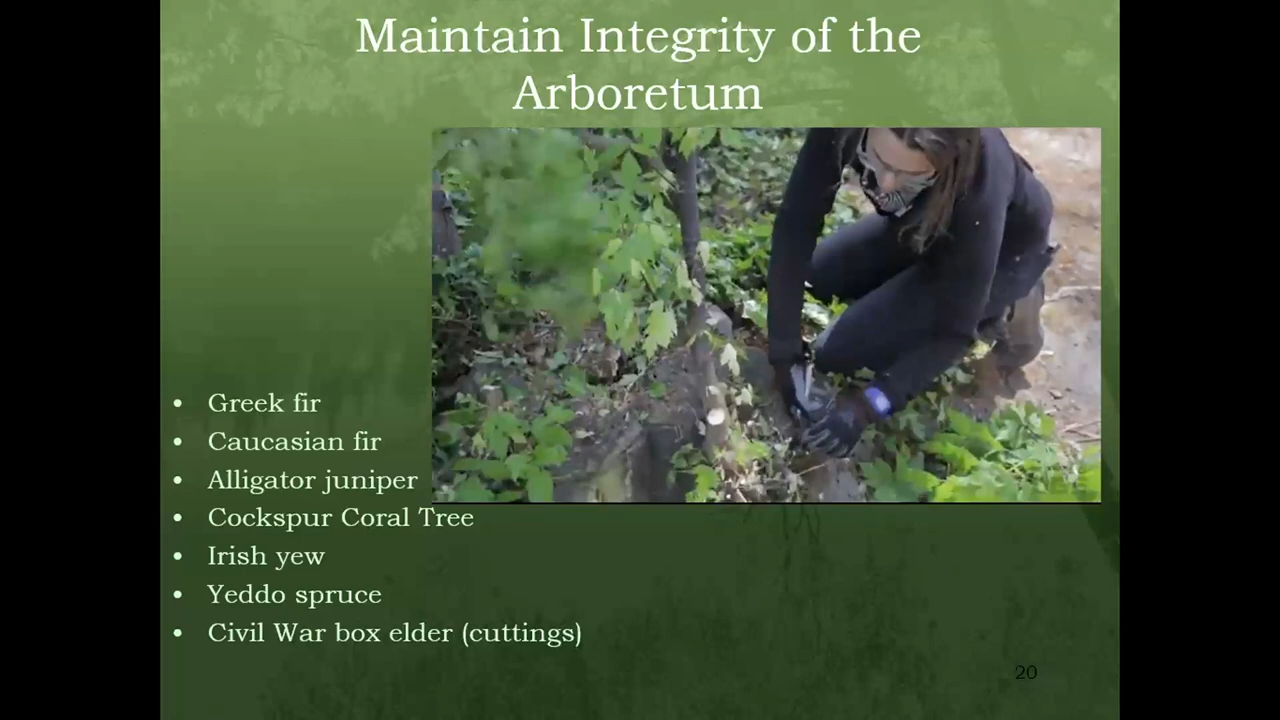 Maintain Integrity of the
Arboretum
• Greek fir
• Caucasian fir
• Alligator juniper
• Cockspur Coral Tree
• Irish yew
• Yeddo spruce
• Civil War box elder (cuttings)
20